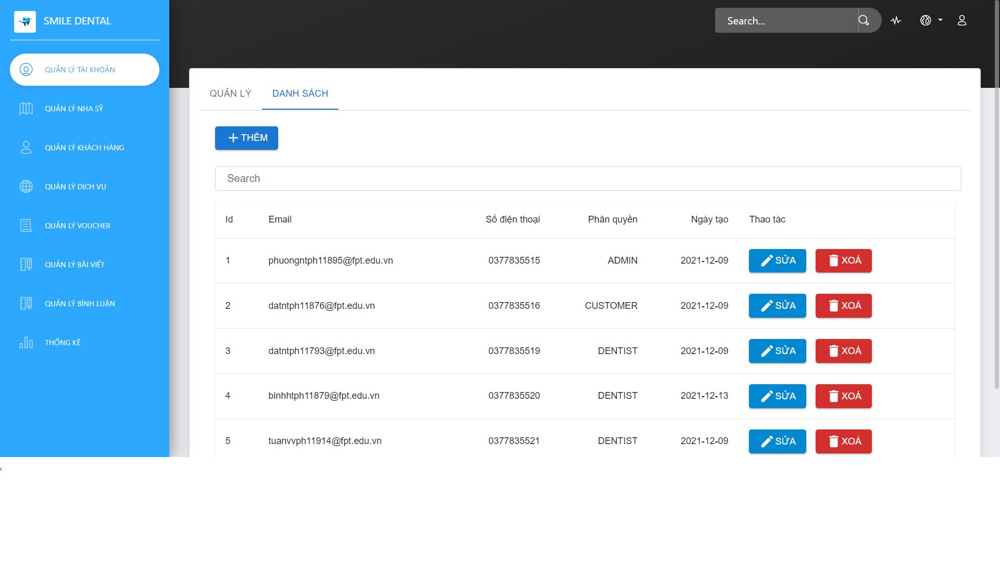 SMILE DENTAL
Search...
QUẢN LÝ TÀI KHOẢN
QUẢN LÝ NHA SỸ
QUẢN LÝ KHÁCH HÀNG
QUẢN LÝ DỊCH VỤ
QUẢN LÝ VOUCHER
QUẢN LÝ BÀI VIẾT
QUẢN LÝ BÌNH LUẬN
THỐNG KÊ
QUẢN LÝ DANH SÁCH
THÊM
Search
Id Email Số điện thoại Phân quyền Ngày tạo Thao tác
1 phuongntph11895@fpt.edu.vn 0377835515 ADMIN 2021-12-09 SỬA XOÁ
2 datntph11876@fpt.edu.vn 0377835516 CUSTOMER 2021-12-09 SỬA XOÁ
3 datntph11793@fpt.edu.vn 0377835519 DENTIST 2021-12-09 SỬA XOÁ
4 binhhtph11879@fpt.edu.vn 0377835520 DENTIST 2021-12-13 SỬA XOÁ
5 tuanvvph11914@fpt.edu.vn 0377835521 DENTIST 2021-12-09 SỬA XOÁ
,